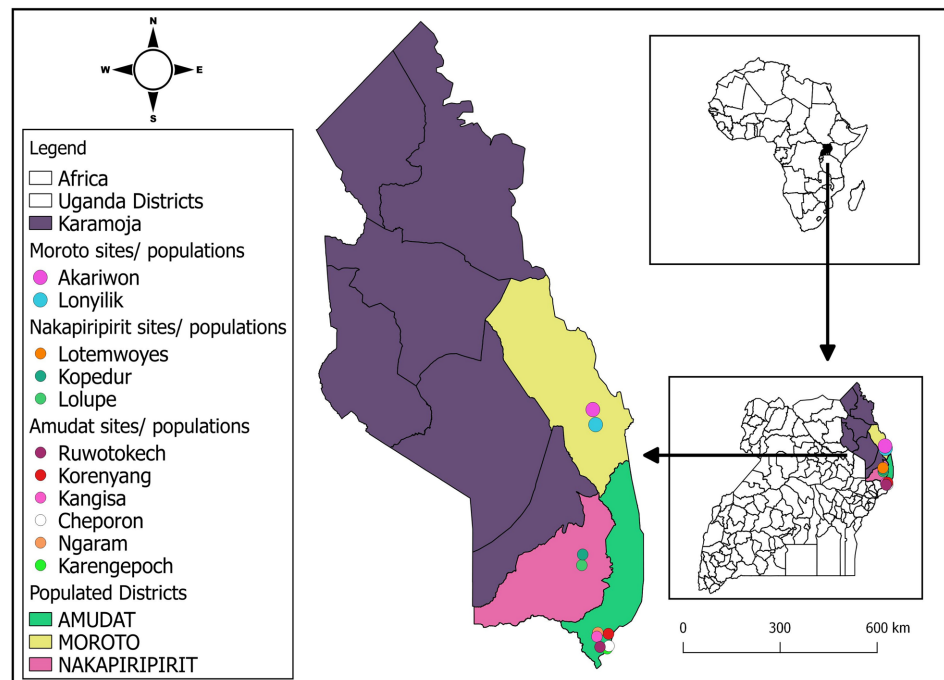 N
W E
S
Legend
Africa
Uganda Districts
Karamoja
Moroto sites/ populations
Akariwon
Lonyilik
Nakapiripirit sites/ populations
Lotemwoyes
Kopedur
Lolupe
Amudat sites/ populations
Ruwotokech
Korenyang
Kangisa
Cheporon
Ngaram
Karengepoch
Populated Districts
AMUDAT
MOROTO
NAKAPIRIPIRIT
0 300 600 km